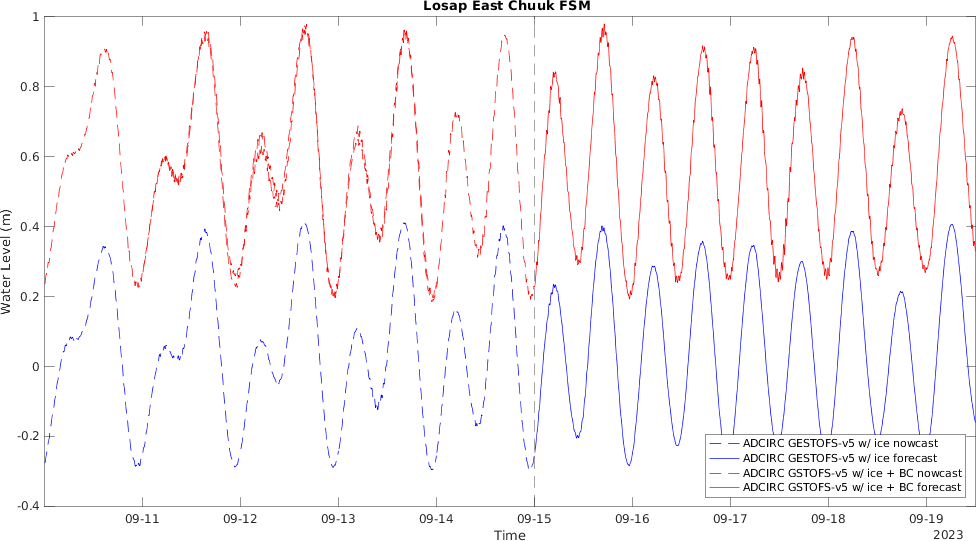 Losap East Chuuk FSM
Water Level (m)
1
0.8
0.6
0.4
0.2
0
-0.2
-0.4
ADCIRC GESTOFS-v5 w/ ice nowcast
ADCIRC GESTOFS-v5 w/ ice forecast
ADCIRC GSTOFS-v5 w/ ice + BC nowcast
ADCIRC GSTOFS-v5 w/ ice + BC forecast
09-11 09-12 09-13 09-14 09-15 09-16 09-17 09-18 09-19
Time
2023